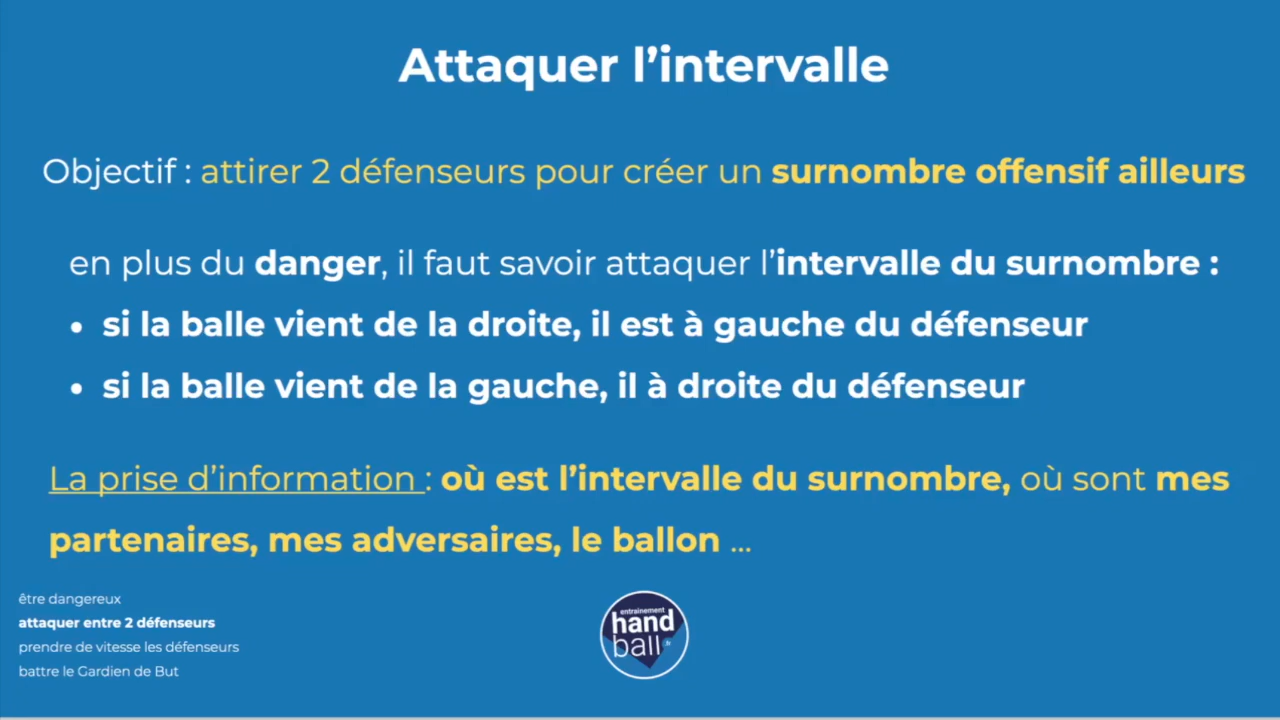 Attaquer l’intervalle
Objectif : attirer 2 défenseurs pour créer un surnombre offensif ailleurs
en plus du danger, il faut savoir attaquer l’intervalle du surnombre :
• si la balle vient de la droite, il est à gauche du défenseur
• si la balle vient de la gauche, il à droite du défenseur
La prise d’information : où est l’intervalle du surnombre, où sont mes
partenaires, mes adversaires, le ballon ...
être dangereux
attaquer entre 2 défenseurs
prendre de vitesse les défenseurs
battre le Gardien de But
entrainement
hand
ball.fr